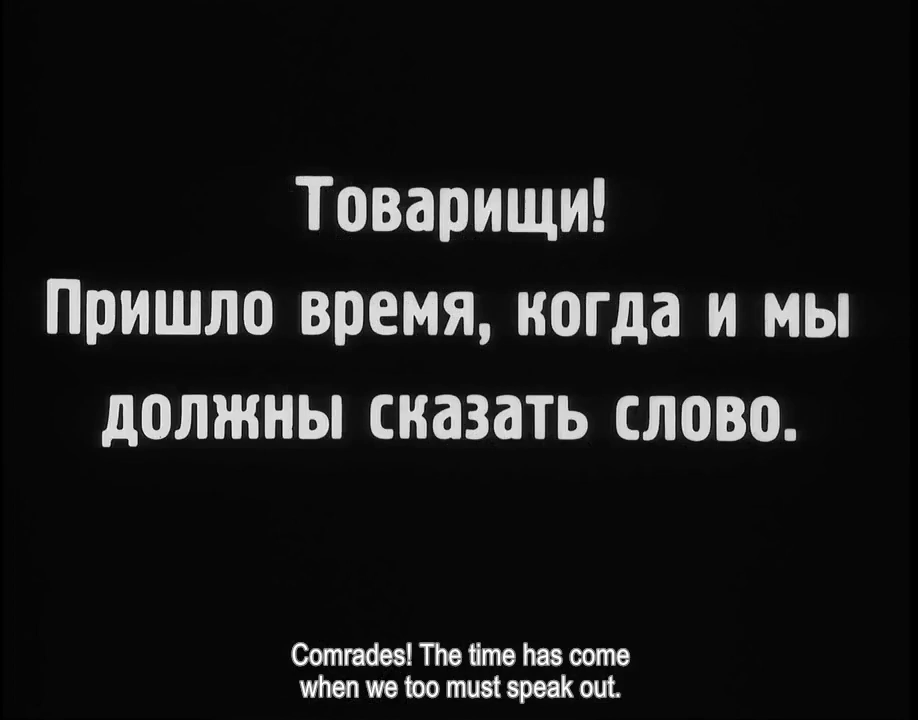 Товарищи!
Пришло время, когда и мы
должны сказать слово.
Comrades! The time has come
when we too must speak out.